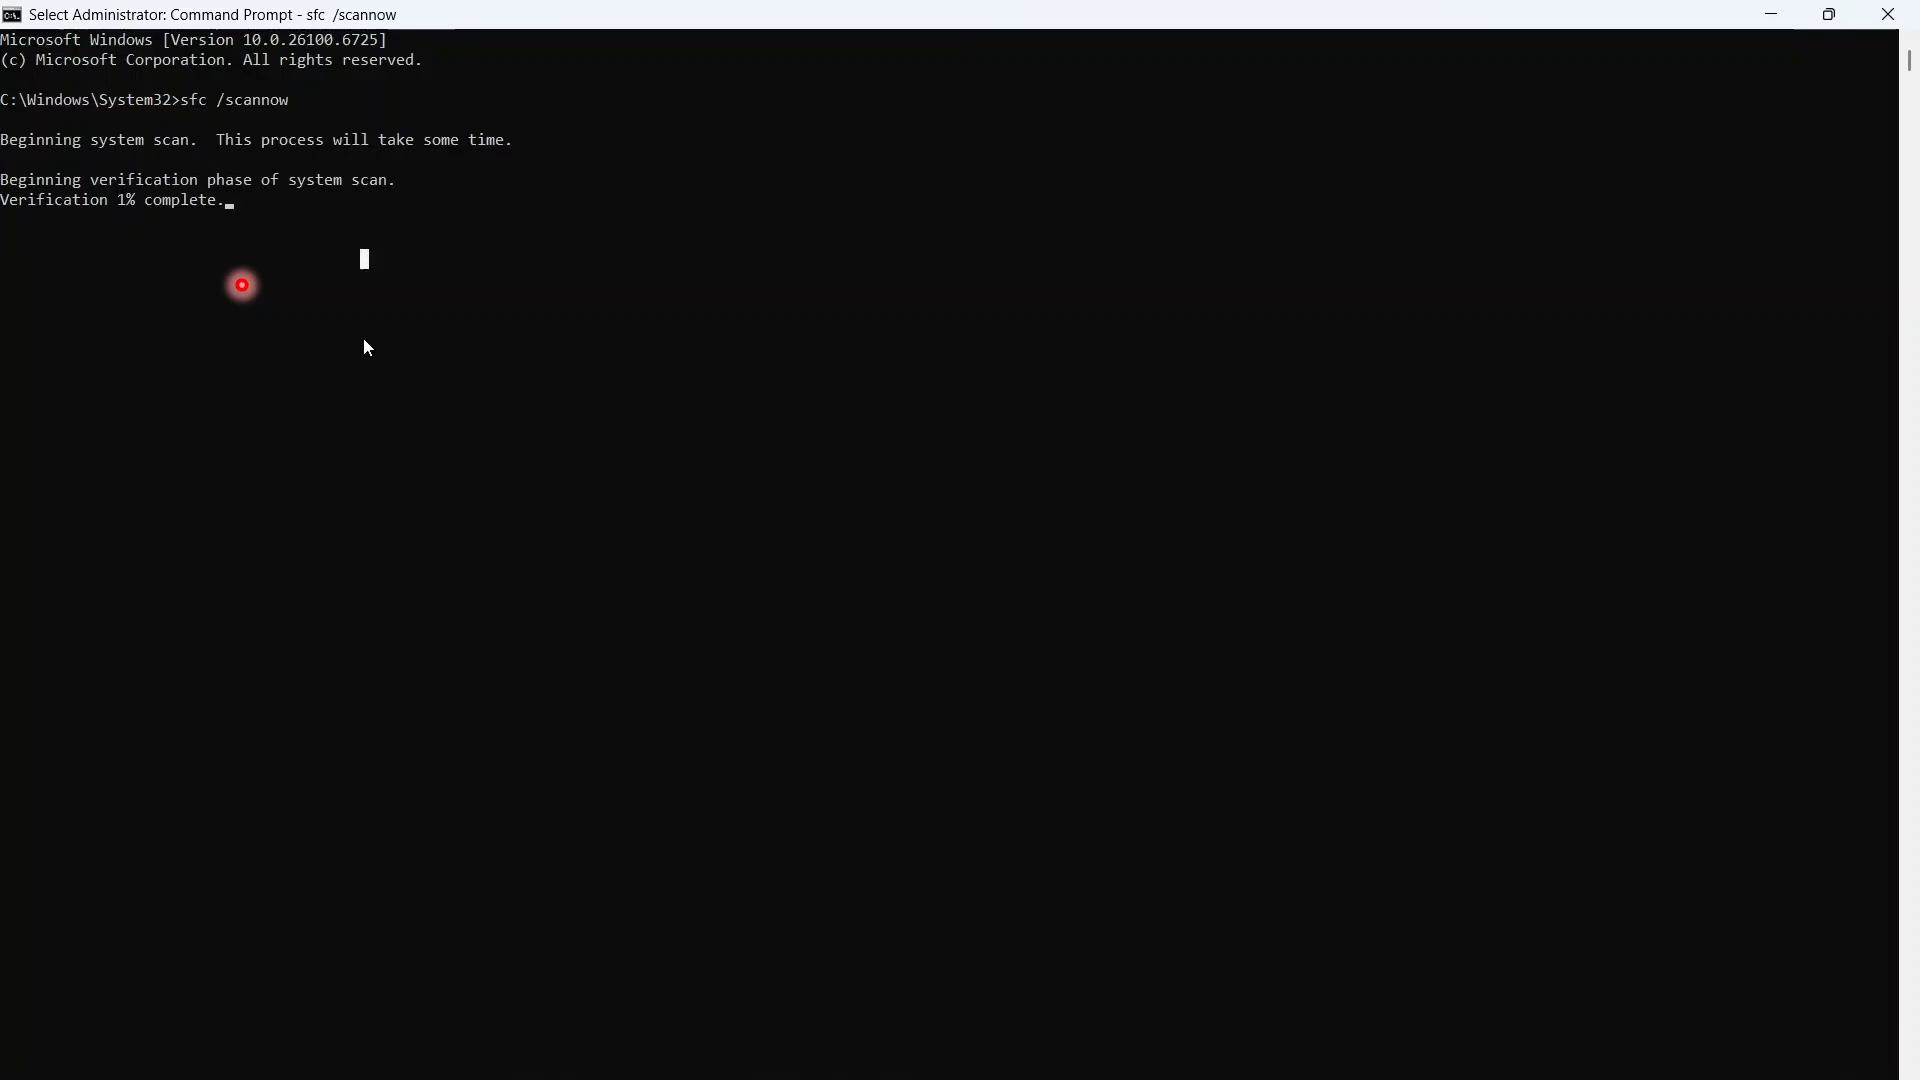 Select Administrator: Command Prompt - sfc  /scannow
Microsoft Windows [Version 10.0.26100.6725]
(c) Microsoft Corporation. All rights reserved.
C:\Windows\System32>sfc /scannow
Beginning system scan.  This process will take some time.
Beginning verification phase of system scan.
Verification 1% complete.